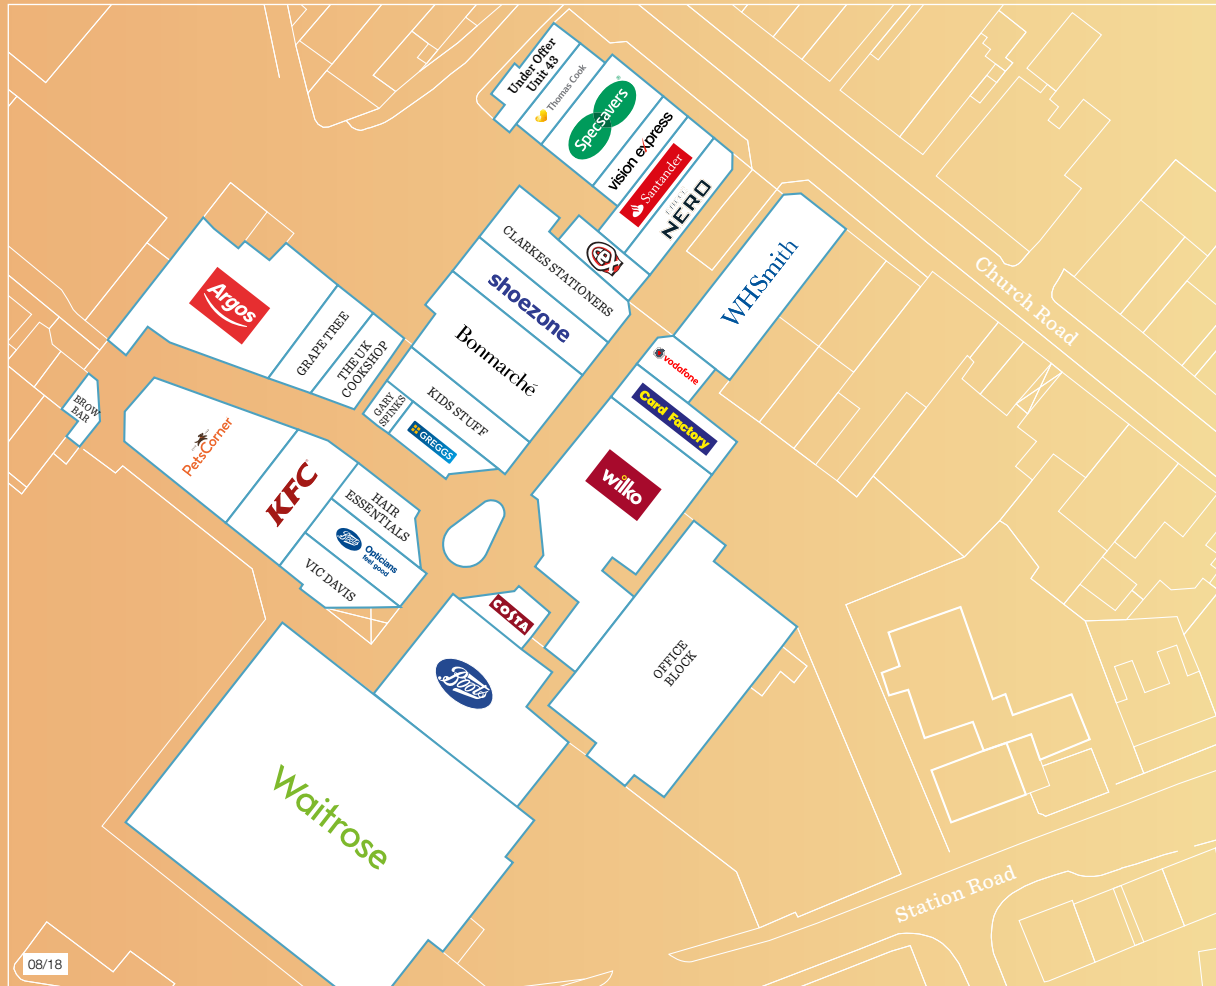 Under Offer
Unit 43
Thomas Cook
Specsavers
vision express
Santander
CAFFÈ
NERO
CLARKES STATIONERS
CeX
WHSmith
Church Road
shoezone
Argos
GRAPE TREE
THE UK
COOKSHOP
Bonmarché
vodafone
BROW
BAR
GARY
SPINKS
KIDS STUFF
GREGGS
Card Factory
PetsCorner
KFC
HAIR
ESSENTIALS
wilko
Boots
Opticians
feel good
VIC DAVIS
COSTA
OFFICE
BLOCK
Boots
Waitrose
Station Road
08/18